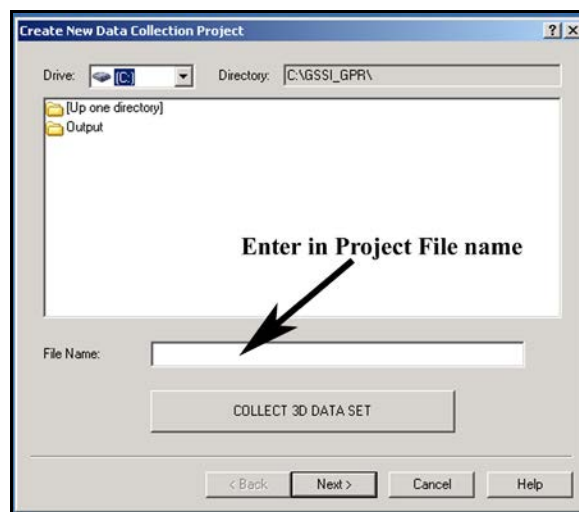 Create New Data Collection Project
Drive: [C:] Directory: C:\GSSI_GPR\
[Up one directory]
Output
Enter in Project File name
File Name:
COLLECT 3D DATA SET
< Back Next > Cancel Help